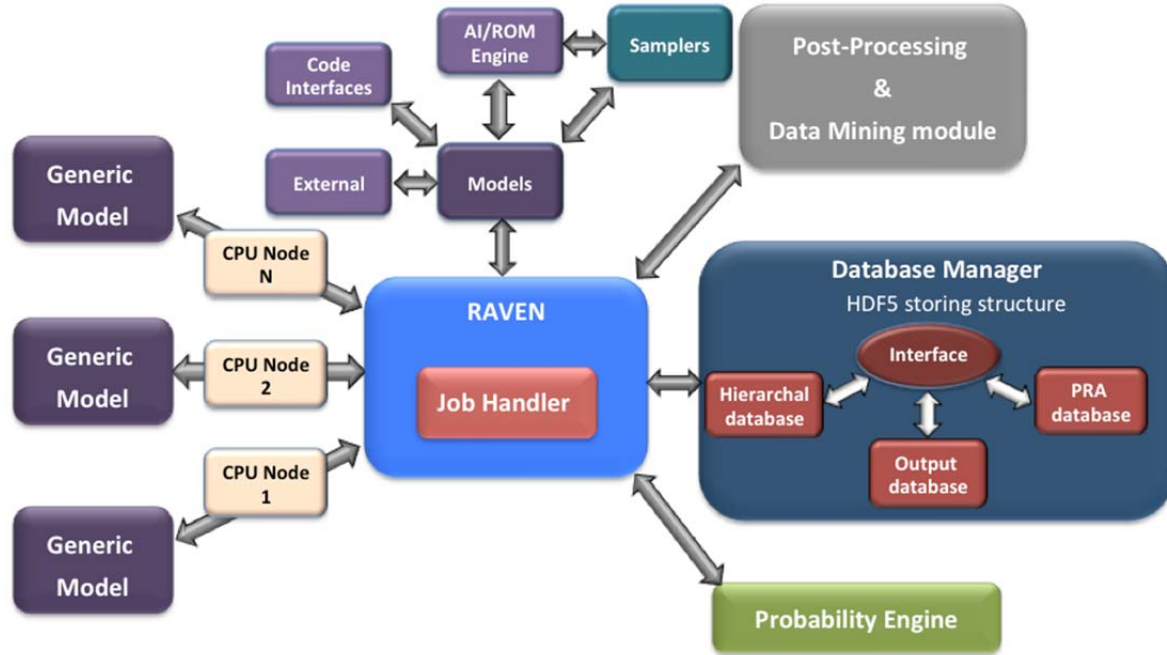 AI/ROM
Engine
Samplers
Post-Processing
&
Data Mining module
Code
Interfaces
Generic
Model
External
Models
CPU Node
N
Database Manager
HDF5 storing structure
RAVEN
Interface
Generic
Model
CPU Node
2
Job Handler
Hierarchal
database
PRA
database
Output
database
CPU Node
1
Generic
Model
Probability Engine